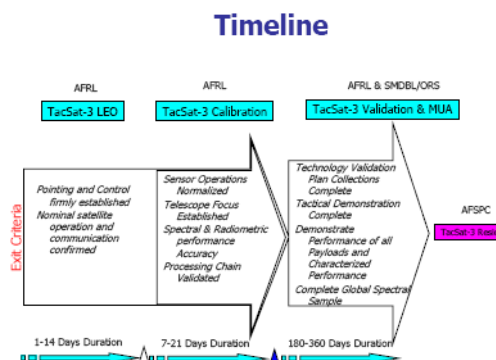 Timeline
AFRL
AFRL
AFRL & SMDBL/ORS
TacSat-3 LEO
TacSat-3 Calibration
TacSat-3 Validation & MUA
Exit Criteria
Pointing and Control
firmly established
Nominal satellite
operation and
communication
confirmed
Sensor Operations
Normalized
Telescope Focus
Established
Spectral & Radiometric
performance
Accuracy
Processing Chain
Validated
Technology Validation
Plan Collections
Complete
Tactical Demonstration
Complete
Demonstrate
Performance of all
Payloads and
Characterized
Performance
Complete Global Spectral
Sample
AFSPC
TacSat-3
1-14 Days Duration
7-21 Days Duration
180-360 Days Duration